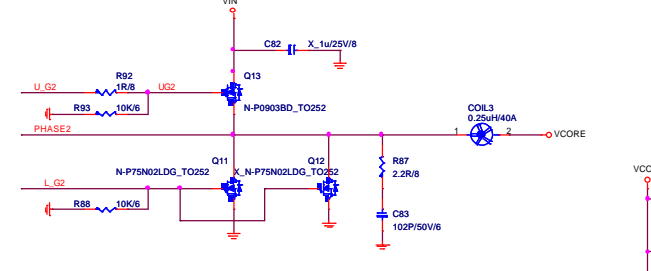 VIN
C82
X_1u/25V/8
R92
1R/8
Q13
U_G2
UG2
R93
10K/6
N-P0903BD_TO252
COIL3
0.25uH/40A
PHASE2
1
2
VCORE
Q11
Q12
N-P75N02LDG_TO252
X_N-P75N02LDG_TO252
R87
2.2R/8
L_G2
R88
10K/6
C83
102P/50V/6
VCC